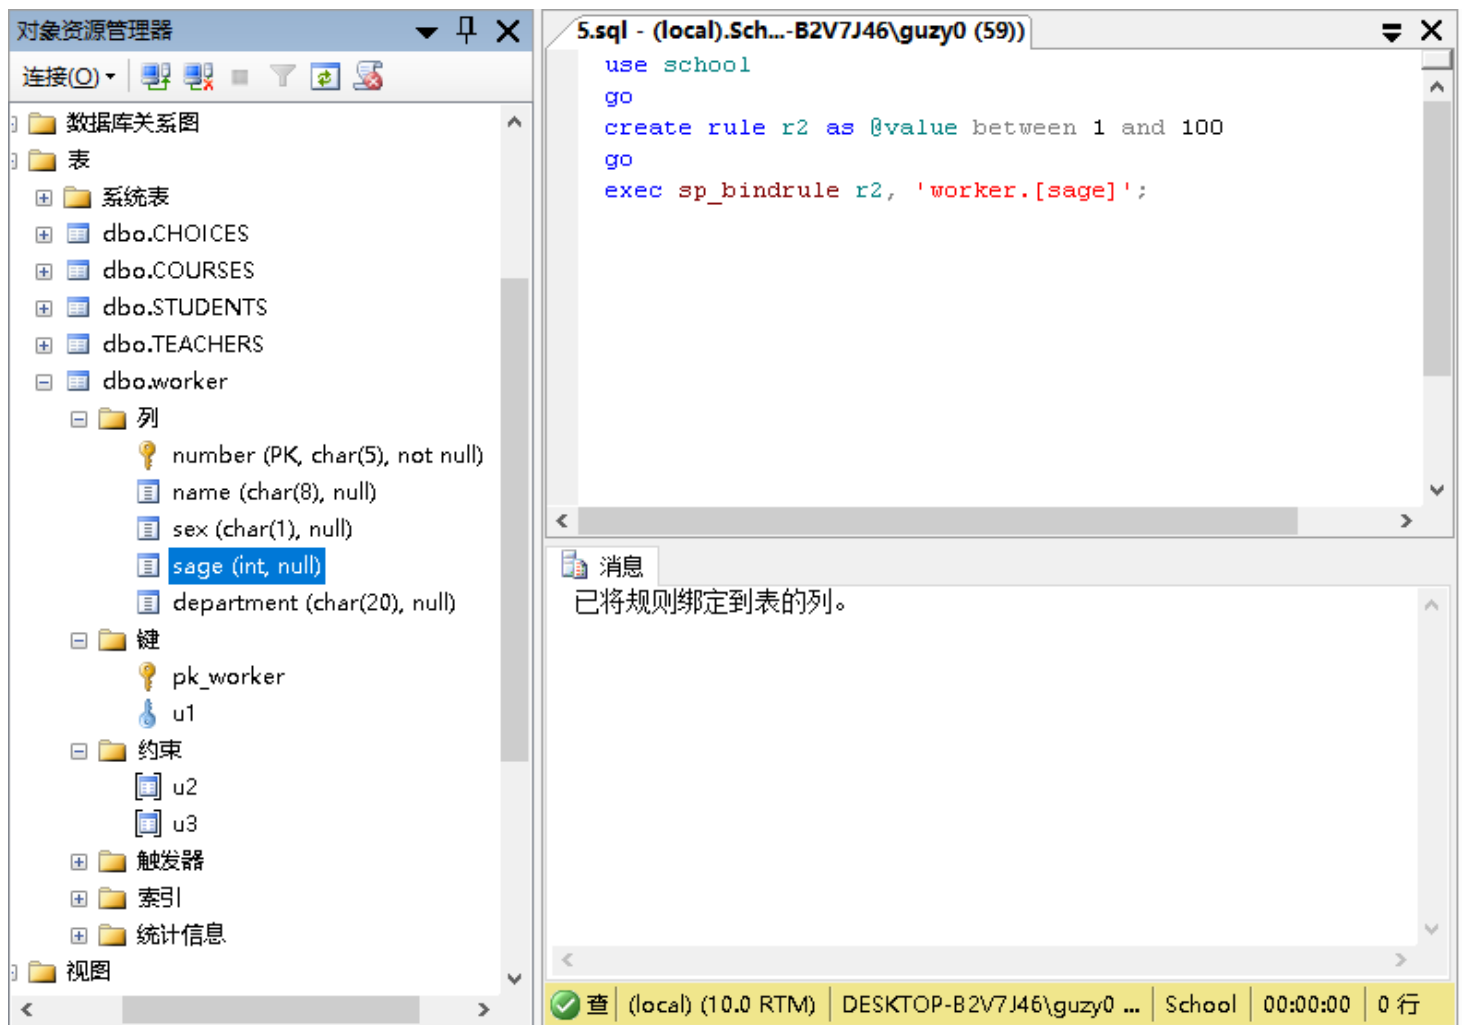 对象资源管理器
连接(O)
数据库关系图
表
系统表
dbo.CHOICES
dbo.COURSES
dbo.STUDENTS
dbo.TEACHERS
dbo.worker
列
number (PK, char(5), not null)
name (char(8), null)
sex (char(1), null)
sage (int, null)
department (char(20), null)
键
pk_worker
u1
约束
u2
u3
触发器
索引
统计信息
视图
5.sql - (local).Sch...-B2V7J46\guzy0 (59))
use school
go
create rule r2 as @value between 1 and 100
go
exec sp_bindrule r2, 'worker.[sage]';
消息
已将规则绑定到表的列。
查 (local) (10.0 RTM) DESKTOP-B2V7J46\guzy0 ... School 00:00:00 0 行